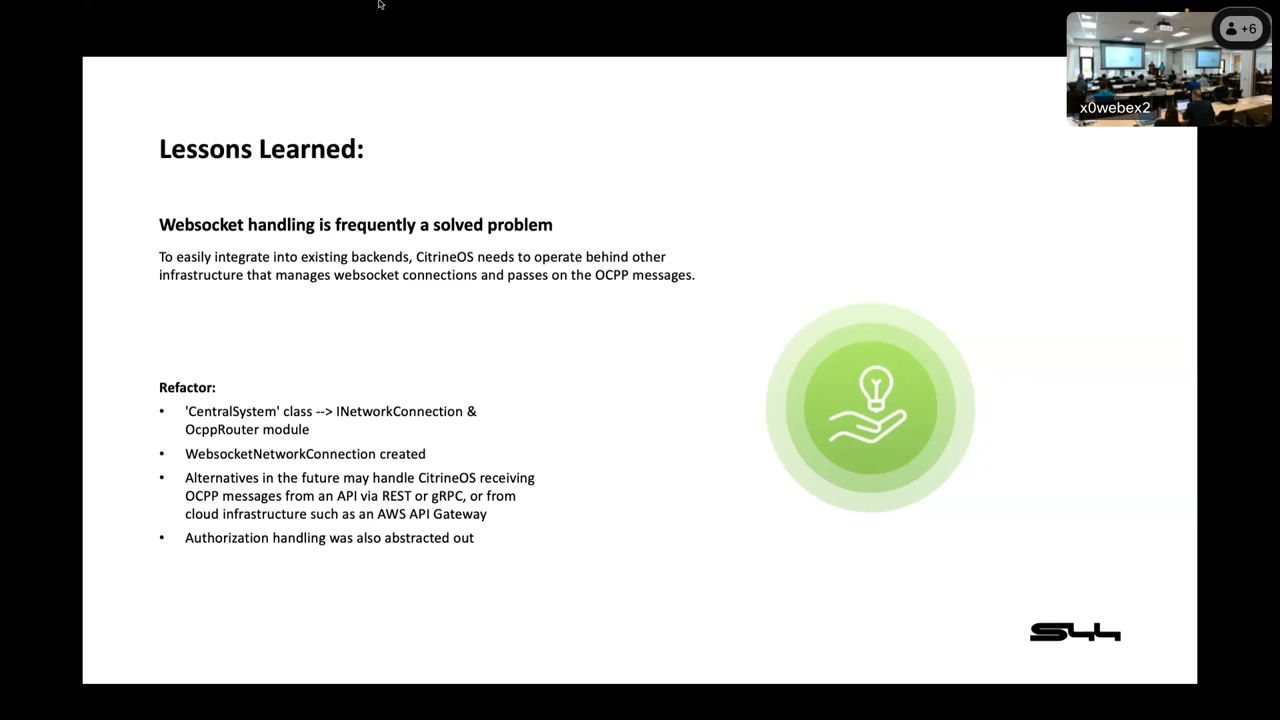 +6
x0webex2
Lessons Learned:
Websocket handling is frequently a solved problem
To easily integrate into existing backends, CitrineOS needs to operate behind other
infrastructure that manages websocket connections and passes on the OCPP messages.
Refactor:
• 'CentralSystem' class --> INetworkConnection &
OcppRouter module
• WebsocketNetworkConnection created
• Alternatives in the future may handle CitrineOS receiving
OCPP messages from an API via REST or gRPC, or from
cloud infrastructure such as an AWS API Gateway
• Authorization handling was also abstracted out
S44